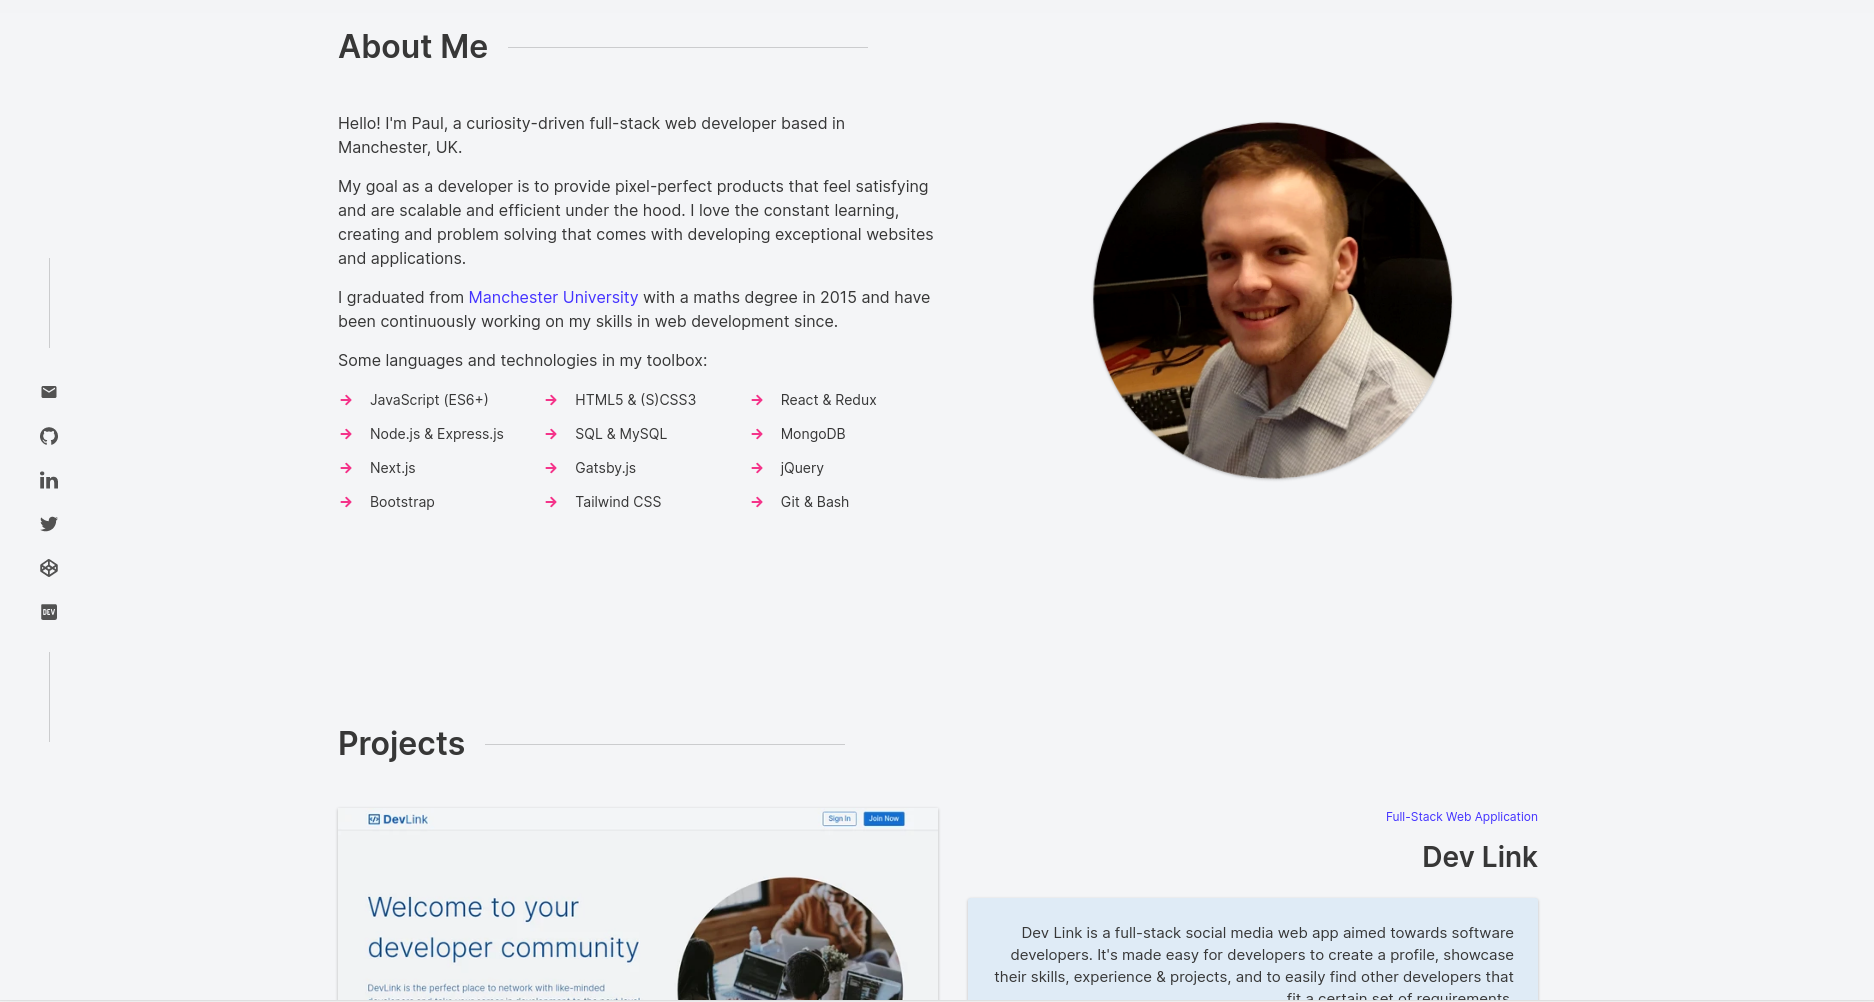 About Me
Hello! I'm Paul, a curiosity-driven full-stack web developer based in
Manchester, UK.
My goal as a developer is to provide pixel-perfect products that feel satisfying
and are scalable and efficient under the hood. I love the constant learning,
creating and problem solving that comes with developing exceptional websites
and applications.
I graduated from Manchester University with a maths degree in 2015 and have
been continuously working on my skills in web development since.
Some languages and technologies in my toolbox:
JavaScript (ES6+)
HTML5 & (S)CSS3
React & Redux
Node.js & Express.js
SQL & MySQL
MongoDB
Next.js
Gatsby.js
jQuery
Bootstrap
Tailwind CSS
Git & Bash
in
DEV
Projects
DevLink
Sign In
Join Now
Welcome to your
developer community
DevLink is the perfect place to network with like-minded
Full-Stack Web Application
Dev Link
Dev Link is a full-stack social media web app aimed towards software
developers. It's made easy for developers to create a profile, showcase
their skills, experience & projects, and to easily find other developers that
fit a certain set of requirements.